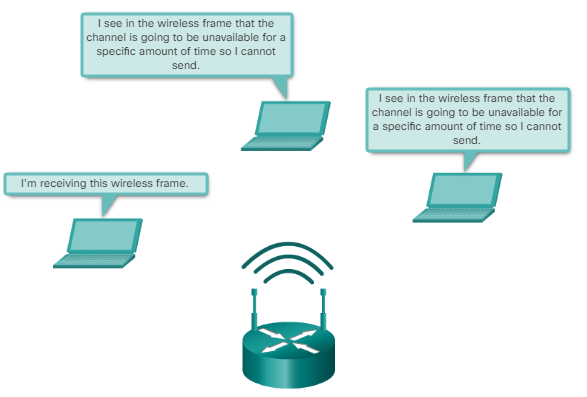 I see in the wireless frame that the
channel is going to be unavailable for a
specific amount of time so I cannot
send.
I see in the wireless frame that the
channel is going to be unavailable for
a specific amount of time so I cannot
send.
I'm receiving this wireless frame.